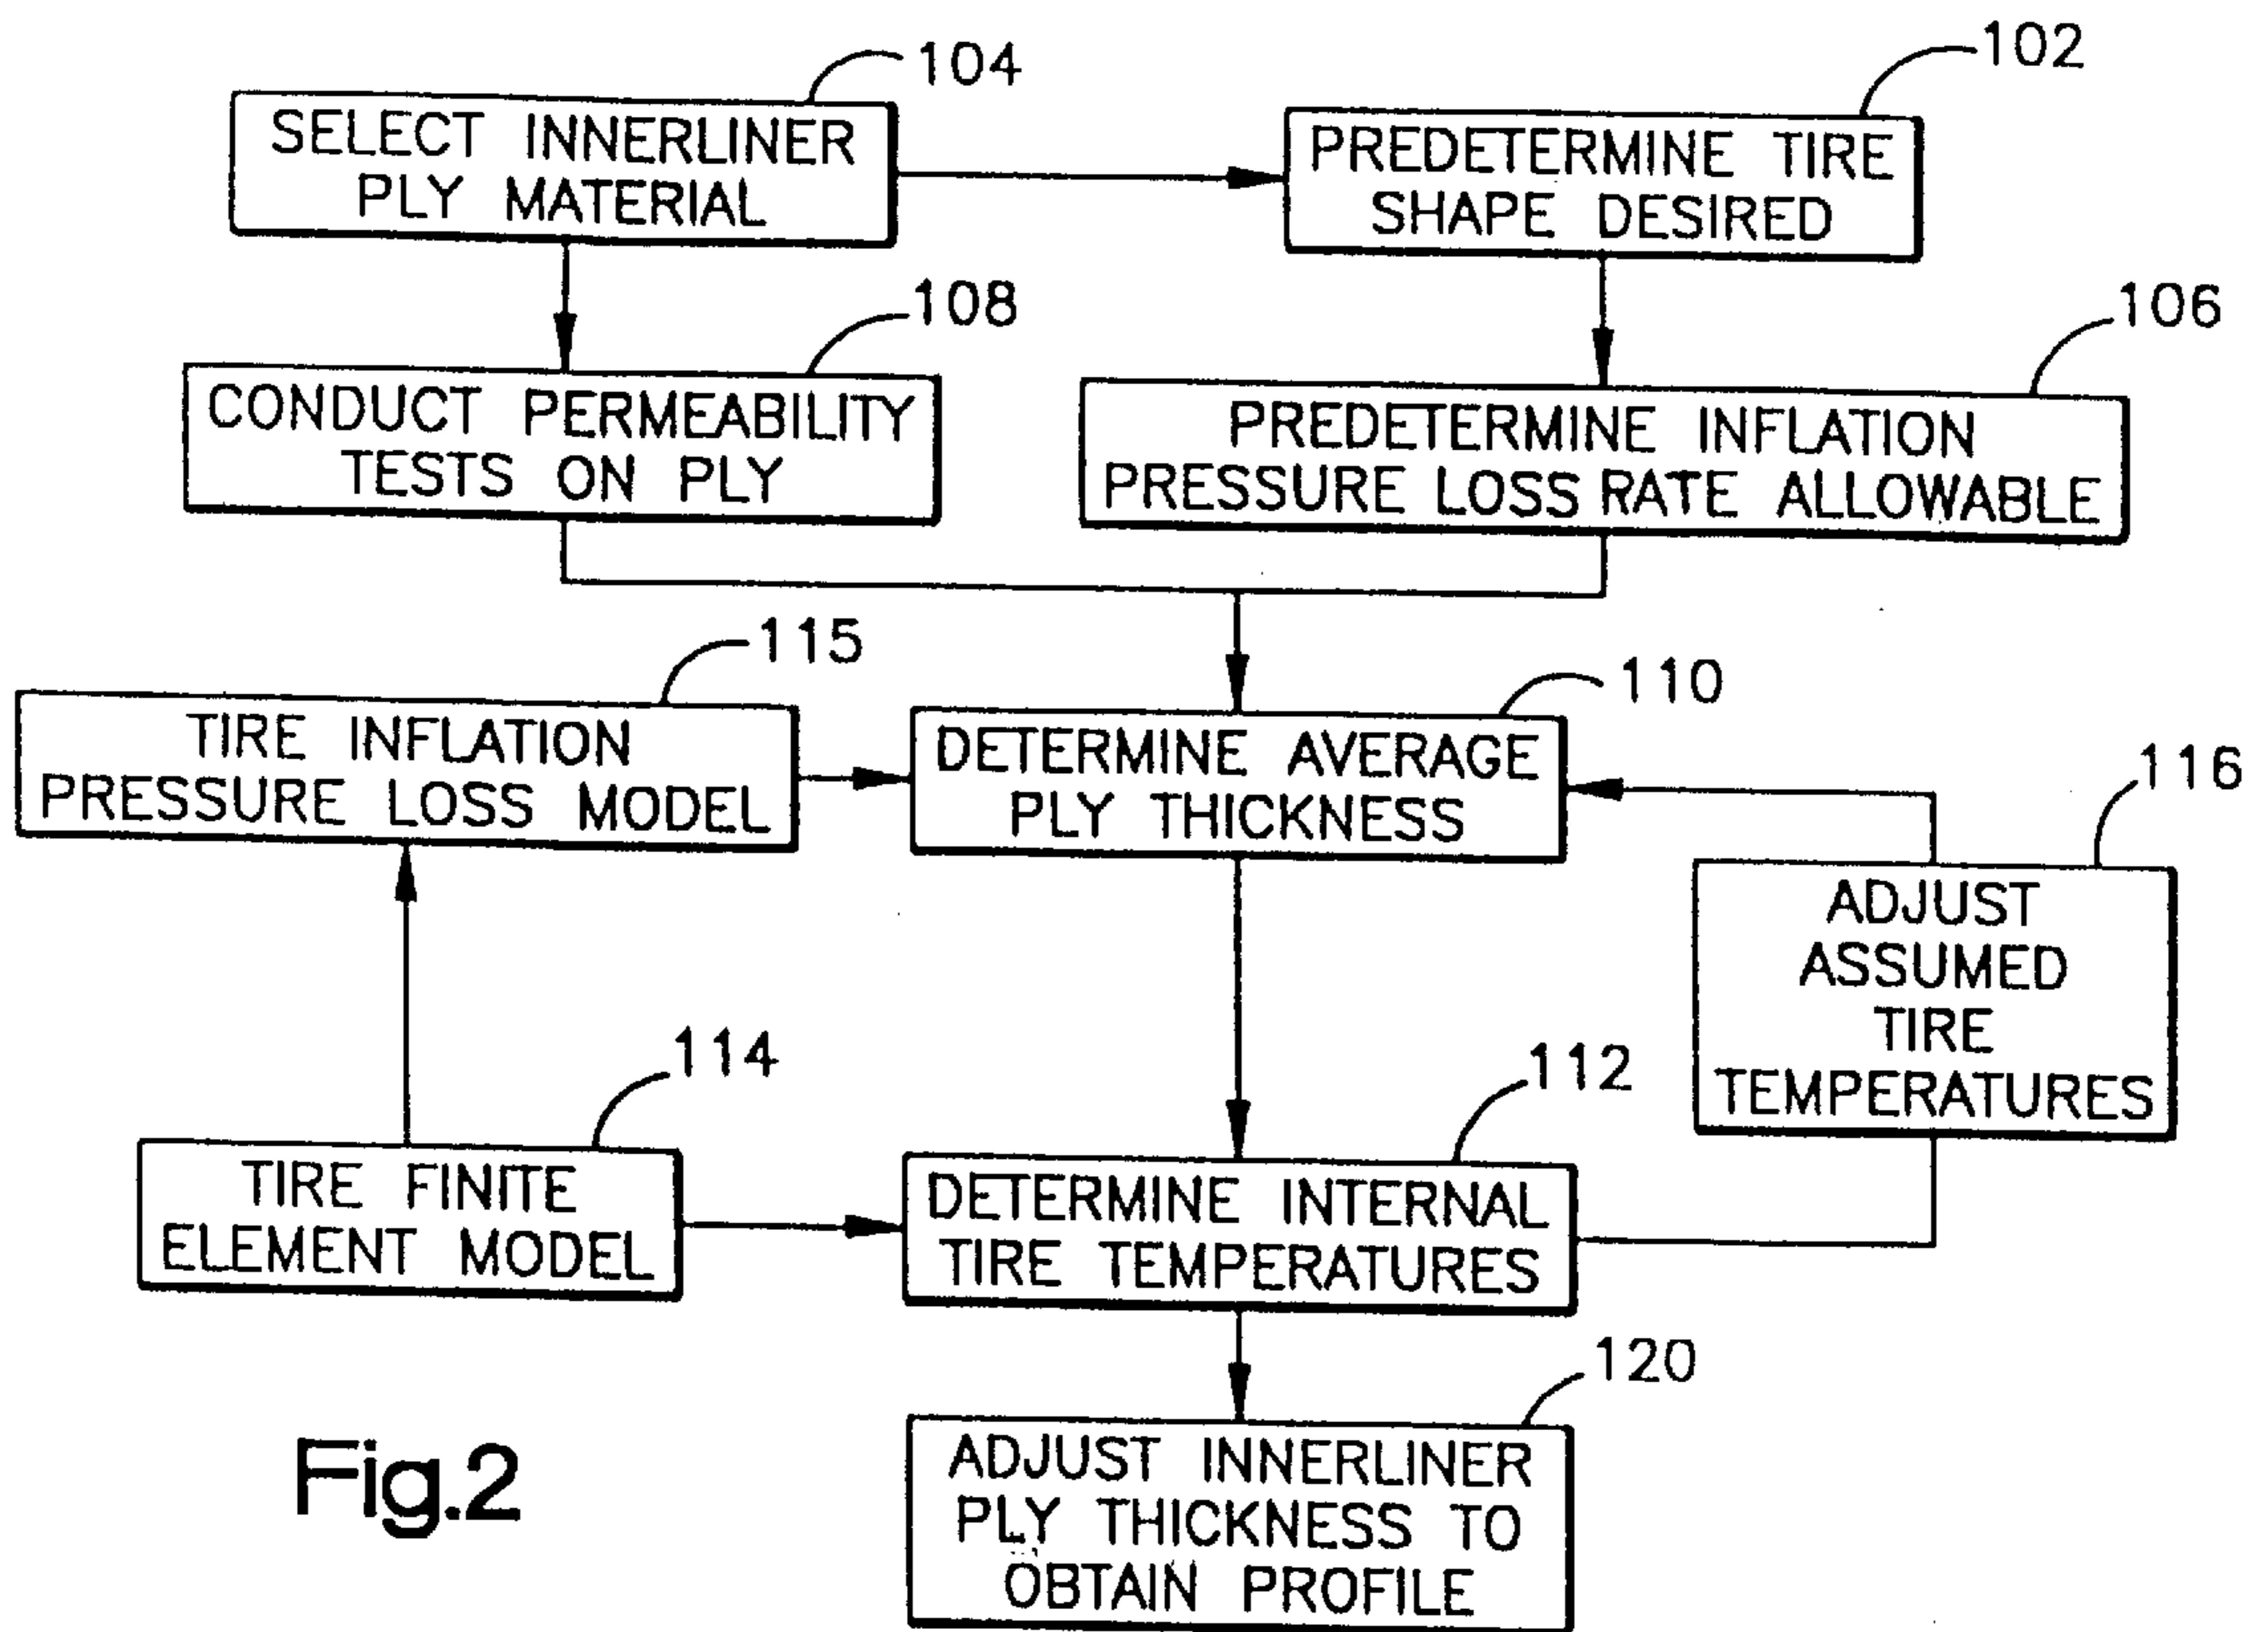 104
SELECT INNERLINER
PLY MATERIAL
102
PREDETERMINE TIRE
SHAPE DESIRED
108
CONDUCT PERMEABILITY
TESTS ON PLY
106
PREDETERMINE INFLATION
PRESSURE LOSS RATE ALLOWABLE
115
TIRE INFLATION
PRESSURE LOSS MODEL
110
DETERMINE AVERAGE
PLY THICKNESS
116
ADJUST
ASSUMED
TIRE
TEMPERATURES
114
TIRE FINITE
ELEMENT MODEL
112
DETERMINE INTERNAL
TIRE TEMPERATURES
120
ADJUST INNERLINER
PLY THICKNESS TO
OBTAIN PROFILE
Fig.2